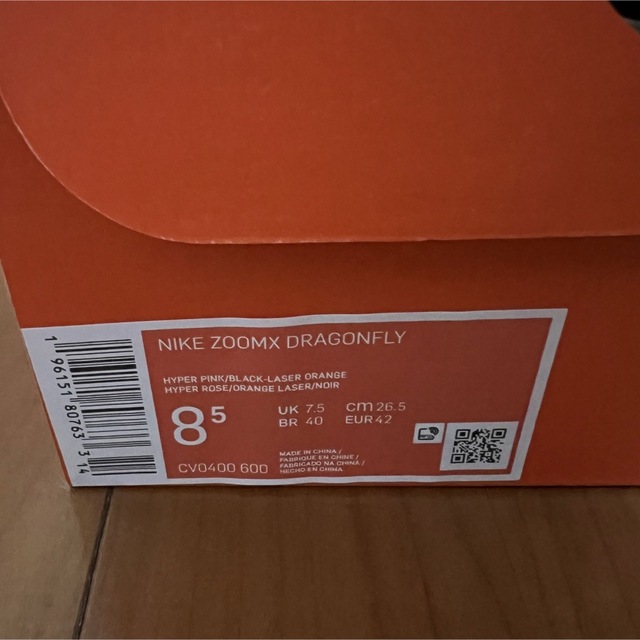 NIKE ZOOMX DRAGONFLY
HYPER PINK/BLACK-LASER ORANGE
HYPER ROSE/ORANGE LASER/NOIR
8⁵
UK 7.5 cm 26.5
BR 40 EUR 42
CV0400 600
MADE IN CHINA /
FABRIQUE EN CHINE /
FABRICADO NA CHINA /
HECHO EN CHINA
1 96151 80763 3 14